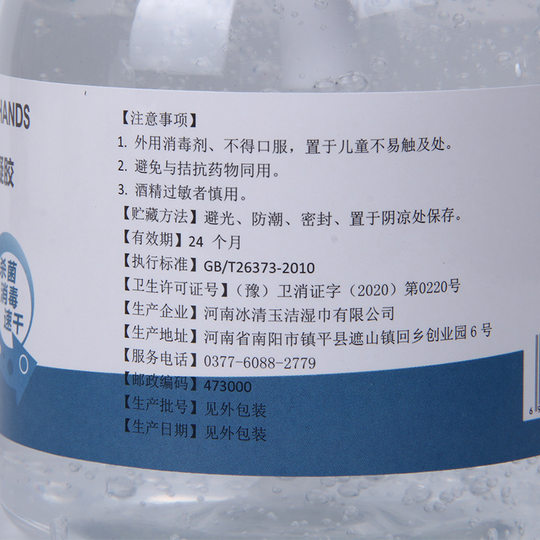 HANDS
凝胶
杀菌
消毒
速干
【注意事项】
1. 外用消毒剂、不得口服，置于儿童不易触及处。
2. 避免与拮抗药物同用。
3. 酒精过敏者慎用。
【贮藏方法】避光、防潮、密封、置于阴凉处保存。
【有效期】24 个月
【执行标准】GB/T26373-2010
【卫生许可证号】（豫）卫消证字（2020）第0220号
【生产企业】河南冰清玉洁湿巾有限公司
【生产地址】河南省南阳市镇平县遮山镇回乡创业园6号
【服务电话】0377-6088-2779
【邮政编码】473000
【生产批号】见外包装
【生产日期】见外包装
6